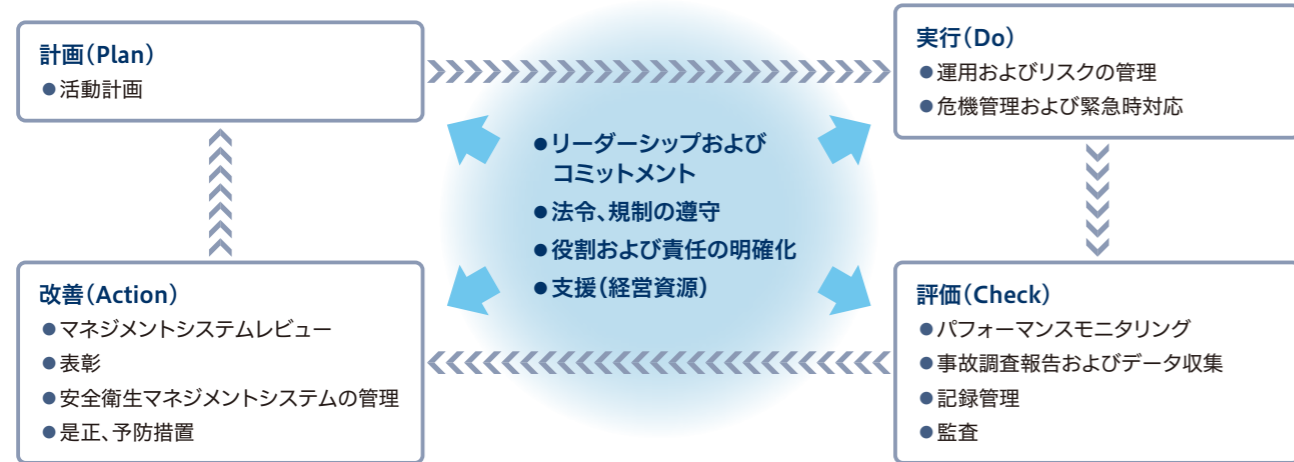 計画(Plan)
●活動計画
実行(Do)
●運用およびリスクの管理
●危機管理および緊急時対応
●リーダーシップおよび
コミットメント
●法令、規制の遵守
●役割および責任の明確化
●支援(経営資源)
改善(Action)
●マネジメントシステムレビュー
●表彰
●安全衛生マネジメントシステムの管理
●是正、予防措置
評価(Check)
●パフォーマンスモニタリング
●事故調査報告およびデータ収集
●記録管理
●監査